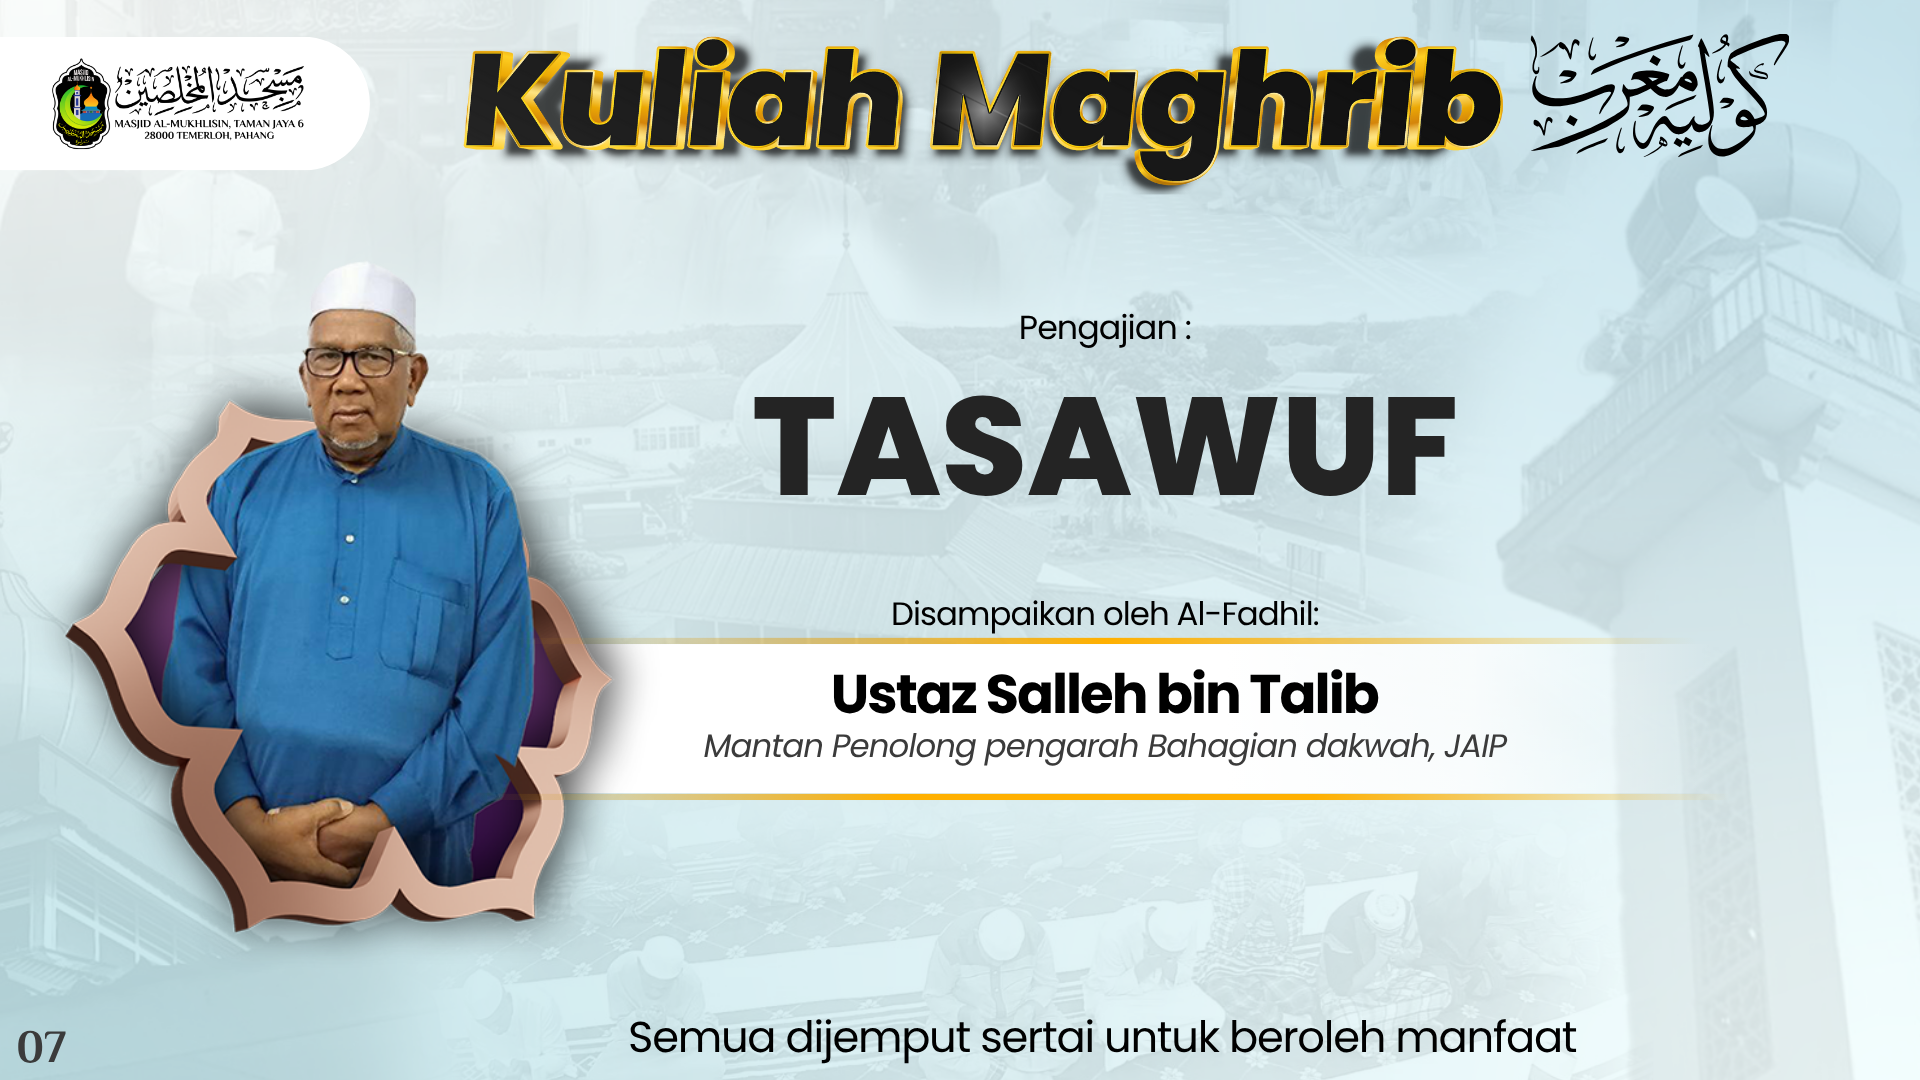 مسجد المخلصين
MASJID AL-MUKHLISIN, TAMAN JAYA 6
28000 TEMERLOH, PAHANG
Kuliah Maghrib
كولية مغرب
Pengajian :
TASAWUF
Disampaikan oleh Al-Fadhil:
Ustaz Salleh bin Talib
Mantan Penolong pengarah Bahagian dakwah, JAIP
Semua dijemput sertai untuk beroleh manfaat
07